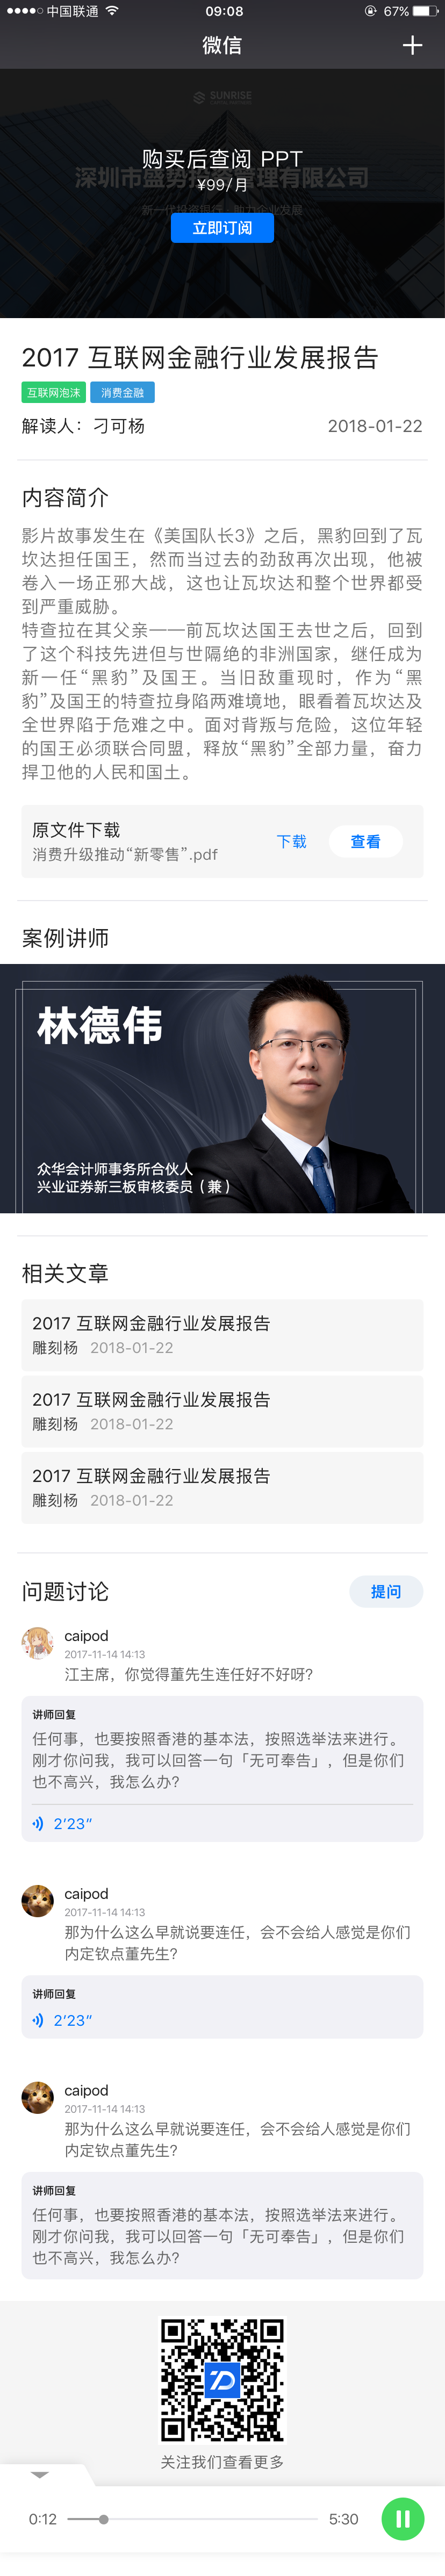 中国联通
09:08
67%
微信
SUNRISE
购买后查阅 PPT
深圳市盛势投资管理有限公司
¥99/月
立即订阅
2017 互联网金融行业发展报告
互联网泡沫 消费金融
解读人：刁可杨
2018-01-22
内容简介
影片故事发生在《美国队长3》之后，黑豹回到了瓦
坎达担任国王，然而当过去的劲敌再次出现，他被
卷入一场正邪大战，这也让瓦坎达和整个世界都受
到严重威胁。
特查拉在其父亲——前瓦坎达国王去世之后，回到
了这个科技先进但与世隔绝的非洲国家，继任成为
新一任“黑豹”及国王。当旧敌重现时，作为“黑
豹”及国王的特查拉身陷两难境地，眼看着瓦坎达及
全世界陷于危难之中。面对背叛与危险，这位年轻
的国王必须联合同盟，释放“黑豹”全部力量，奋力
捍卫他的人民和国土。
原文件下载
消费升级推动“新零售”.pdf
下载
查看
案例讲师
林德伟
众华会计师事务所合伙人
兴业证券新三板审核委员（兼）
相关文章
2017 互联网金融行业发展报告
雕刻杨 2018-01-22
2017 互联网金融行业发展报告
雕刻杨 2018-01-22
2017 互联网金融行业发展报告
雕刻杨 2018-01-22
问题讨论
提问
caipod
2017-11-14 14:13
江主席，你觉得董先生连任好不好呀?
讲师回复
任何事，也要按照香港的基本法，按照选举法来进行。
刚才你问我，我可以回答一句「无可奉告」，但是你们
也不高兴，我怎么办?
2’23”
caipod
2017-11-14 14:13
那为什么这么早就说要连任，会不会给人感觉是你们
内定钦点董先生?
讲师回复
2’23”
caipod
2017-11-14 14:13
那为什么这么早就说要连任，会不会给人感觉是你们
内定钦点董先生?
讲师回复
任何事，也要按照香港的基本法，按照选举法来进行。
刚才你问我，我可以回答一句「无可奉告」，但是你们
也不高兴，我怎么办?
关注我们查看更多
0:12
5:30